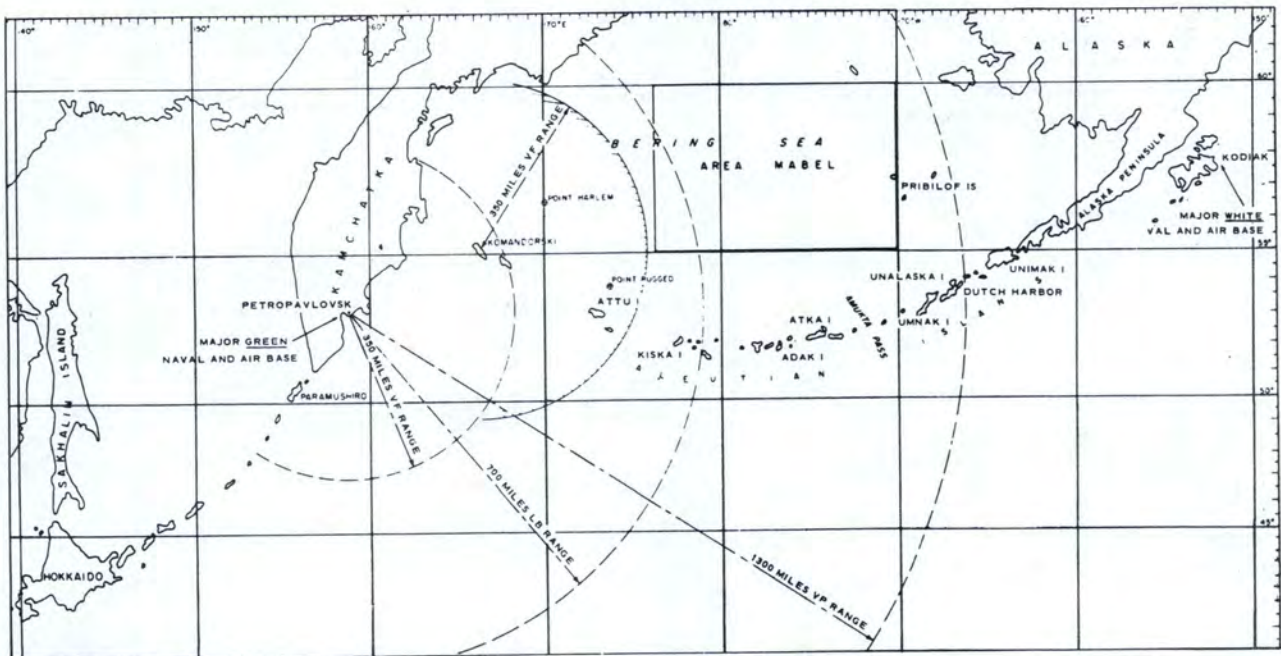 140°
150°
160°
170°E
180°
170°W
160°
150°
ALASKA
60°
BERING SEA
AREA MABEL
350 MILES VF RANGE
POINT HARLEM
KAMCHATKA
KOMANDORSKI
PRIBILOF IS
ALASKA PENINSULA
KODIAK
MAJOR WHITE
VAL AND AIR BASE
55°
POINT RUGGED
ATTU
UNALASKA I
UNIMAK I
DUTCH HARBOR
PETROPAVLOVSK
MAJOR GREEN
NAVAL AND AIR BASE
KISKA I
ATKA I
ADAK I
AMUKTA PASS
UMNAK I
ALEUTIAN
ISLANDS
SAKHALIN ISLAND
PARAMUSHIRO
50°
350 MILES VF RANGE
700 MILES LB RANGE
1300 MILES VP RANGE
45°
HOKKAIDO